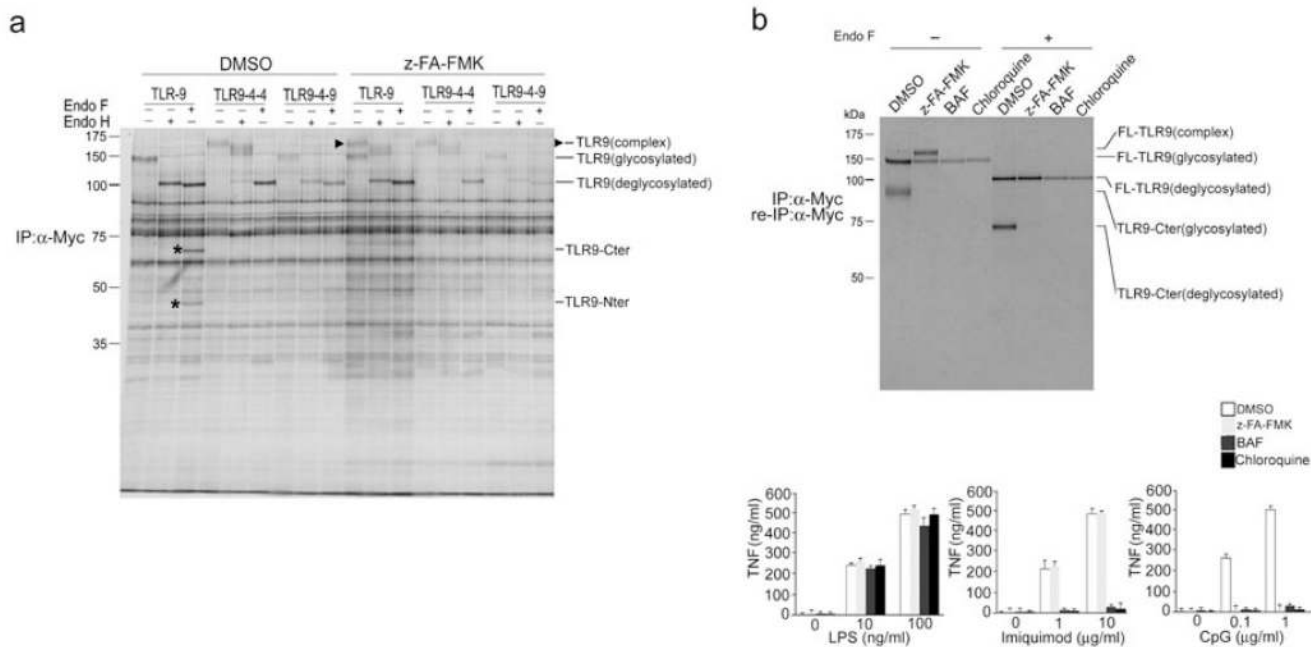 a
DMSO
z-FA-FMK
TLR-9
TLR9-4-4
TLR9-4-9
TLR-9
TLR9-4-4
TLR9-4-9
Endo F – – + – – + – – + – – + – – + – – +
Endo H – + – – + – – + – – + – – + – – + –
175
150
100
75
50
35
IP:α-Myc
TLR9(complex)
TLR9(glycosylated)
TLR9(deglycosylated)
*
TLR9-Cter
*
TLR9-Nter
b
Endo F – +
DMSO
z-FA-FMK
BAF
Chloroquine
DMSO
z-FA-FMK
BAF
Chloroquine
kDa
175
150
100
75
50
IP:α-Myc
re-IP:α-Myc
FL-TLR9(complex)
FL-TLR9(glycosylated)
FL-TLR9(deglycosylated)
TLR9-Cter(glycosylated)
TLR9-Cter(deglycosylated)
DMSO
z-FA-FMK
BAF
Chloroquine
TNF (ng/ml)
600
500
400
300
200
100
0
0 10 100
LPS (ng/ml)
TNF (ng/ml)
600
500
400
300
200
100
0
0 1 10
Imiquimod (μg/ml)
TNF (ng/ml)
600
500
400
300
200
100
0
0 0.1 1
CpG (μg/ml)